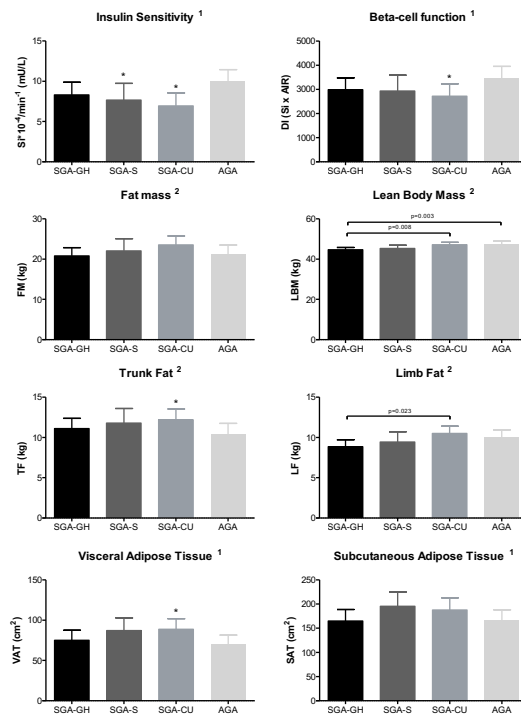 Insulin Sensitivity ¹
Si*10⁻⁴/min⁻¹ (mU/L)
15
10
5
0
*
*
SGA-GH SGA-S SGA-CU AGA
Beta-cell function ¹
DI (Si x AIR)
5000
4000
3000
2000
1000
0
*
SGA-GH SGA-S SGA-CU AGA
Fat mass ²
FM (kg)
30
20
10
0
SGA-GH SGA-S SGA-CU AGA
Lean Body Mass ²
LBM (kg)
60
40
20
0
p=0.003
p=0.008
SGA-GH SGA-S SGA-CU AGA
Trunk Fat ²
TF (kg)
15
10
5
0
*
SGA-GH SGA-S SGA-CU AGA
Limb Fat ²
LF (kg)
15
10
5
0
p=0.023
SGA-GH SGA-S SGA-CU AGA
Visceral Adipose Tissue ¹
VAT (cm²)
150
100
50
0
*
SGA-GH SGA-S SGA-CU AGA
Subcutaneous Adipose Tissue ¹
SAT (cm²)
250
200
150
100
50
0
SGA-GH SGA-S SGA-CU AGA